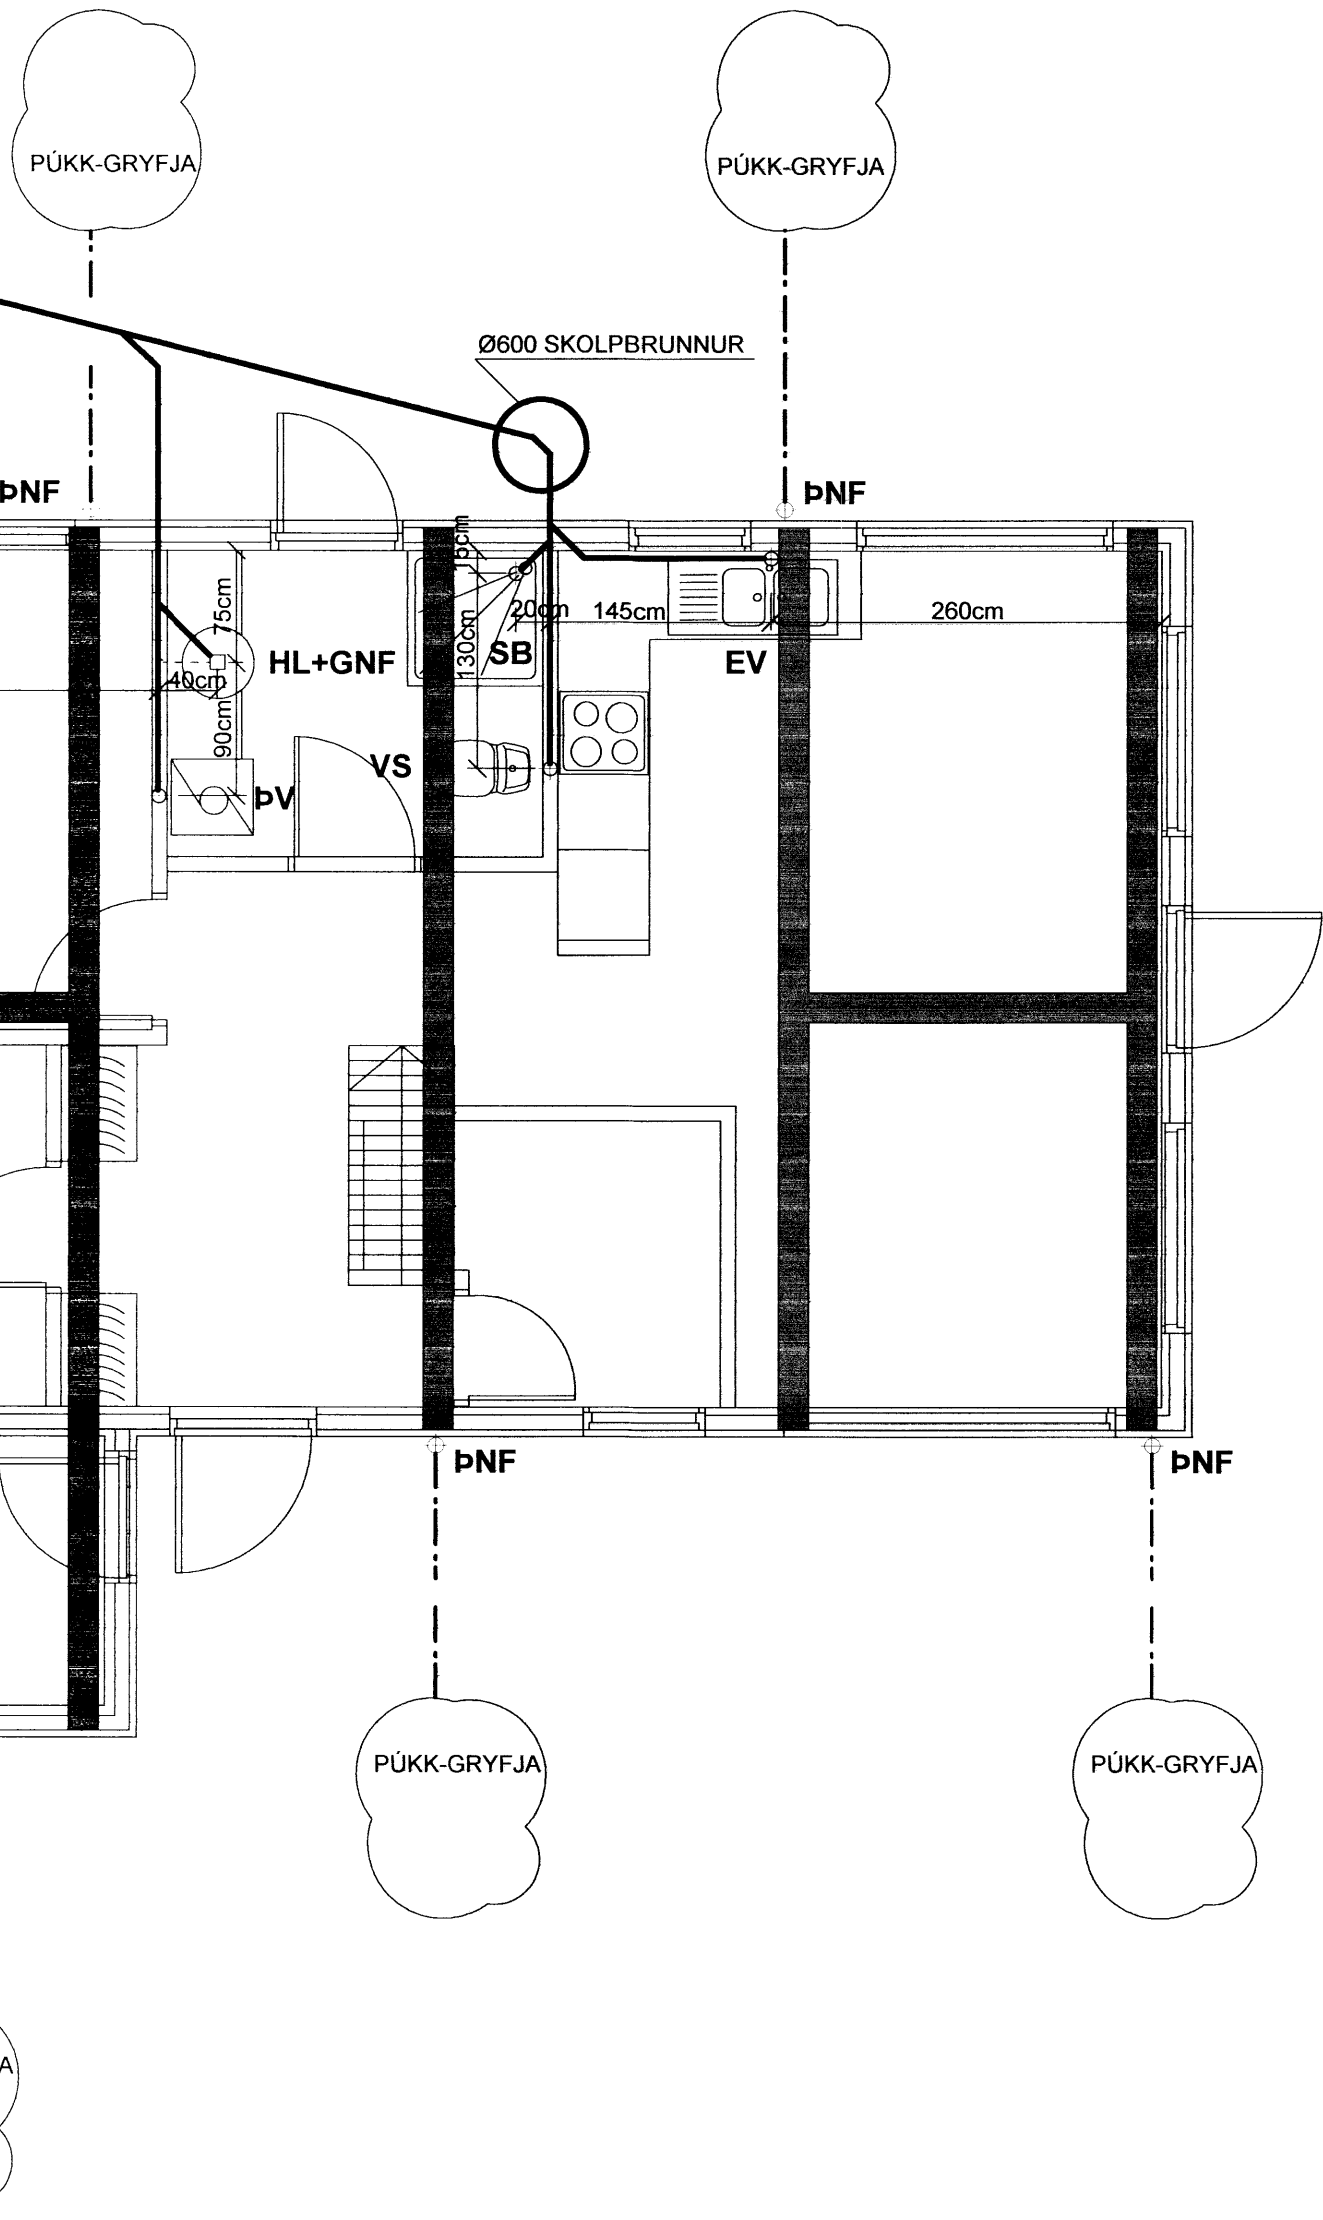 PÚKK-GRYFJA
PÚKK-GRYFJA
Ø600 SKOLPBRUNNUR
ÞNF
ÞNF
15cm
75cm
20cm
145cm
260cm
130cm
SB
HL+GNF
EV
40cm
90cm
VS
ÞV
ÞNF
ÞNF
PÚKK-GRYFJA
PÚKK-GRYFJA
A